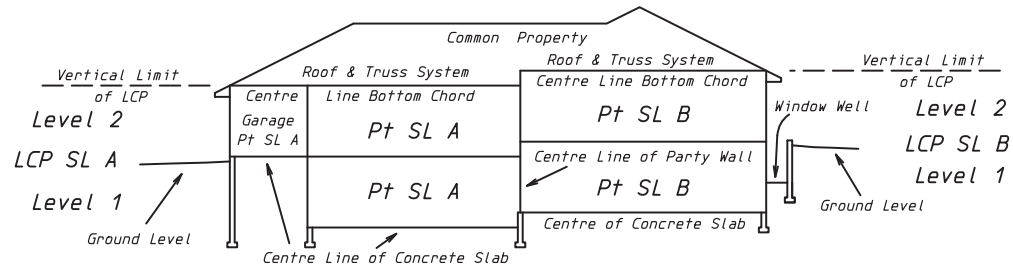 Common Property
Roof & Truss System
Vertical Limit
of LCP
Roof & Truss System
Vertical Limit
of LCP
Centre Line Bottom Chord
Centre Line Bottom Chord
Window Well
Level 2
Garage
Pt SL A
Pt SL A
Pt SL B
Level 2
LCP SL A
Centre Line of Party Wall
LCP SL B
Level 1
Pt SL A
Pt SL B
Level 1
Ground Level
Ground Level
Centre of Concrete Slab
Centre Line of Concrete Slab